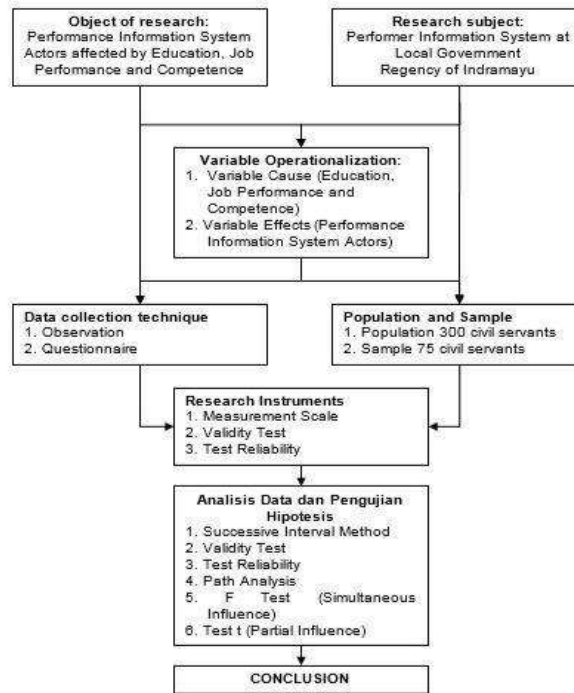 Object of research:
Performance Information System
Actors affected by Education, Job
Performance and Competence
Research subject:
Performer Information System at
Local Government
Regency of Indramayu
Variable Operationalization:
1. Variable Cause (Education,
Job Performance and
Competence)
2. Variable Effects (Performance
Information System Actors)
Data collection technique
1. Observation
2. Questionnaire
Population and Sample
1. Population 300 civil servants
2. Sample 75 civil servants
Research Instruments
1. Measurement Scale
2. Validity Test
3. Test Reliability
Analisis Data dan Pengujian
Hipotesis
1. Successive Interval Method
2. Validity Test
3. Test Reliability
4. Path Analysis
5. F Test (Simultaneous
Influence)
6. Test t (Partial Influence)
CONCLUSION